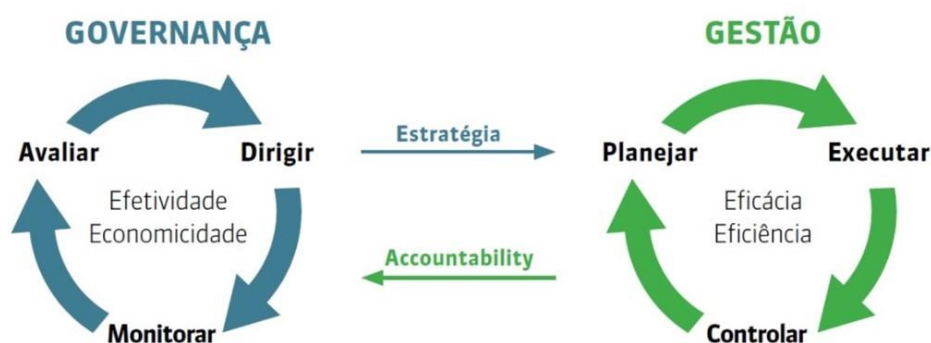 GOVERNANÇA
GESTÃO
Avaliar
Dirigir
Efetividade
Economicidade
Monitorar
Estratégia
Accountability
Planejar
Executar
Eficácia
Eficiência
Controlar